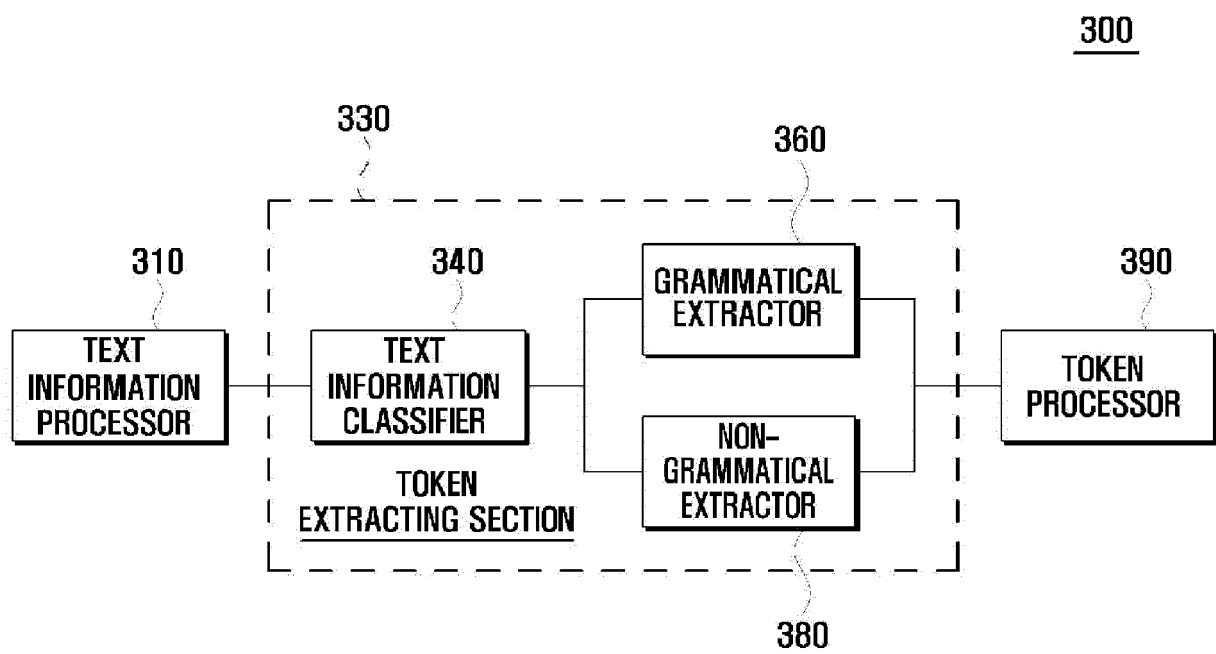 300
330
360
310
340
390
GRAMMATICAL
EXTRACTOR
TEXT
INFORMATION
PROCESSOR
TEXT
INFORMATION
CLASSIFIER
TOKEN
PROCESSOR
NON-
GRAMMATICAL
EXTRACTOR
TOKEN
EXTRACTING SECTION
380